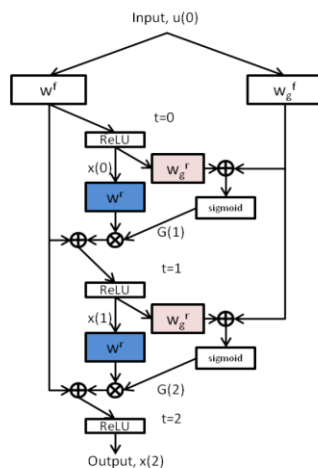 Input, u(0)
w^f
w_g^f
t=0
ReLU
x(0)
w_g^r
w^r
sigmoid
G(1)
t=1
ReLU
x(1)
w_g^r
w^r
sigmoid
G(2)
t=2
ReLU
Output, x(2)